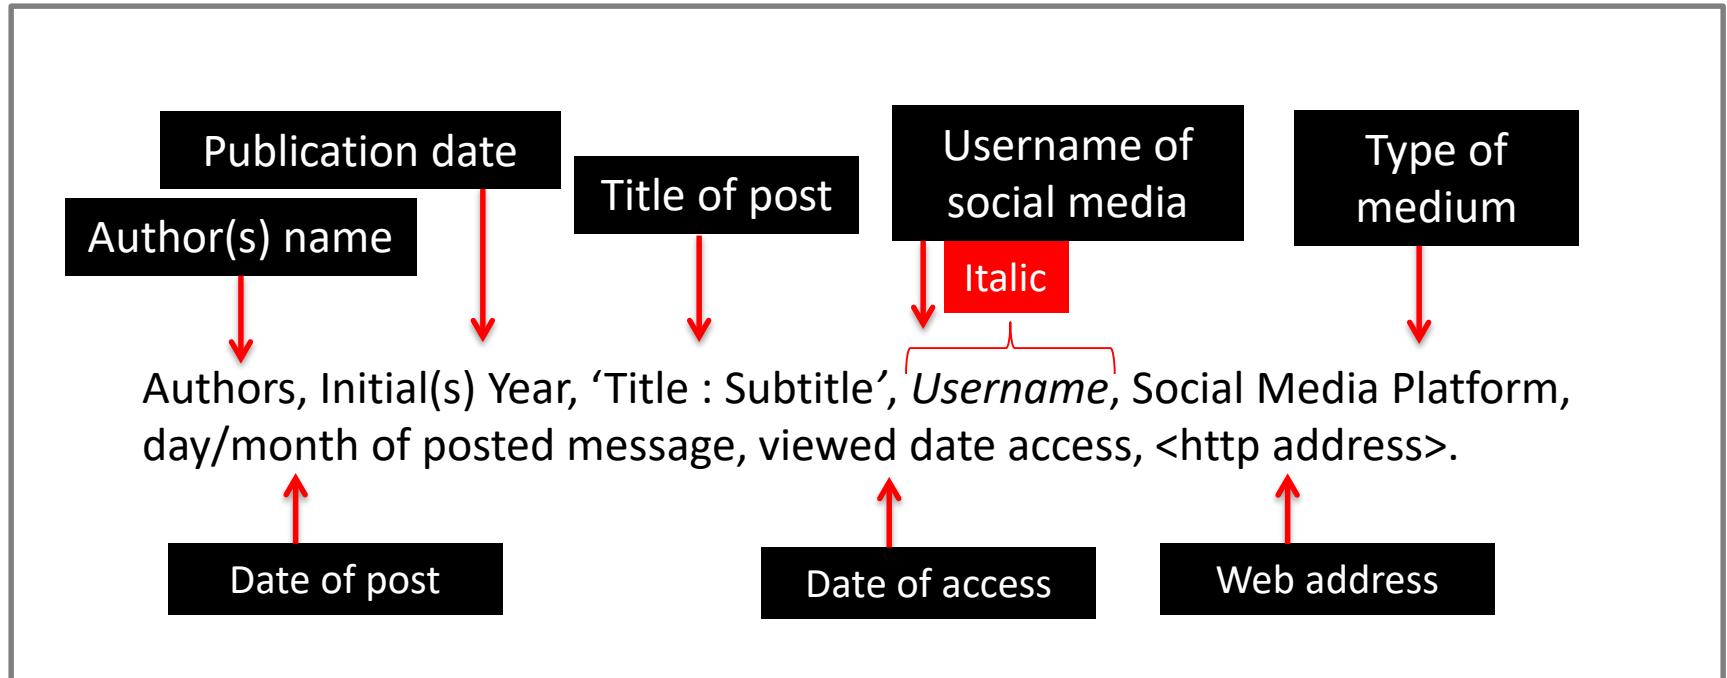 Publication date
Author(s) name
Title of post
Username of
social media
Italic
Type of
medium
Authors, Initial(s) Year, ‘Title : Subtitle’, Username, Social Media Platform,
day/month of posted message, viewed date access, <http address>.
Date of post
Date of access
Web address